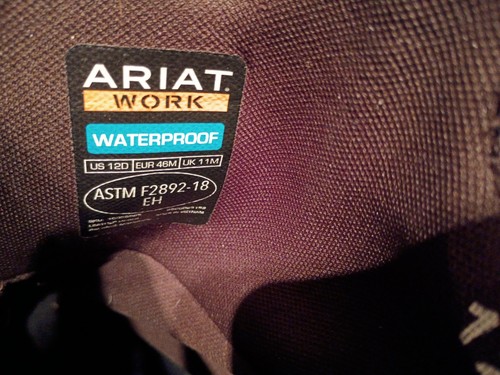 ARIAT
WORK
WATERPROOF
US 12D EUR 46M UK 11M
ASTM F2892-18
EH